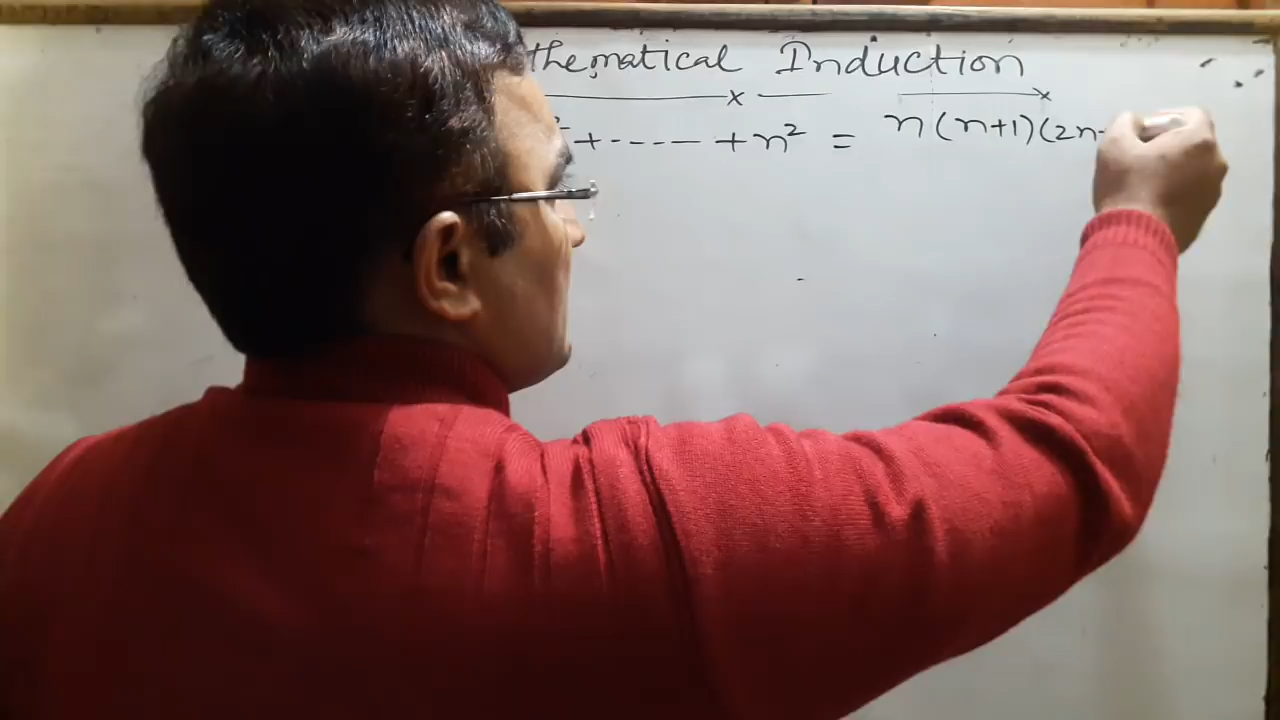 thematical Induction
+ ----- + n² = n(n+1)(2n